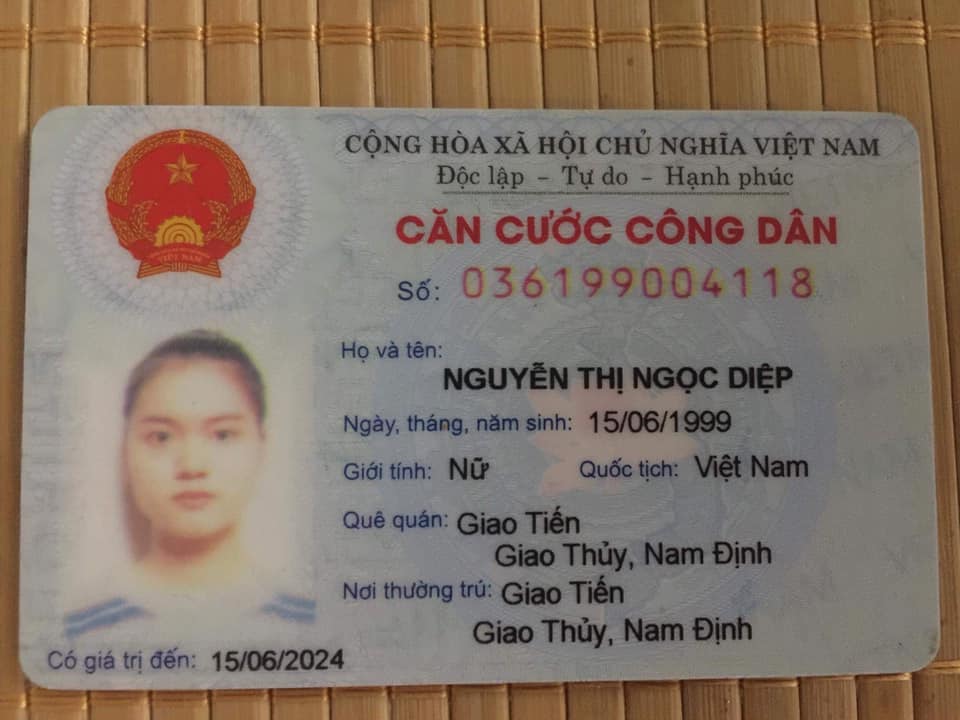 CỘNG HÒA XÃ HỘI CHỦ NGHĨA VIỆT NAM
Độc lập - Tự do - Hạnh phúc
CĂN CƯỚC CÔNG DÂN
Số: 036199004118
Họ và tên:
NGUYỄN THỊ NGỌC DIỆP
Ngày, tháng, năm sinh: 15/06/1999
Giới tính: Nữ Quốc tịch: Việt Nam
Quê quán: Giao Tiến
Giao Thủy, Nam Định
Nơi thường trú: Giao Tiến
Giao Thủy, Nam Định
Có giá trị đến: 15/06/2024